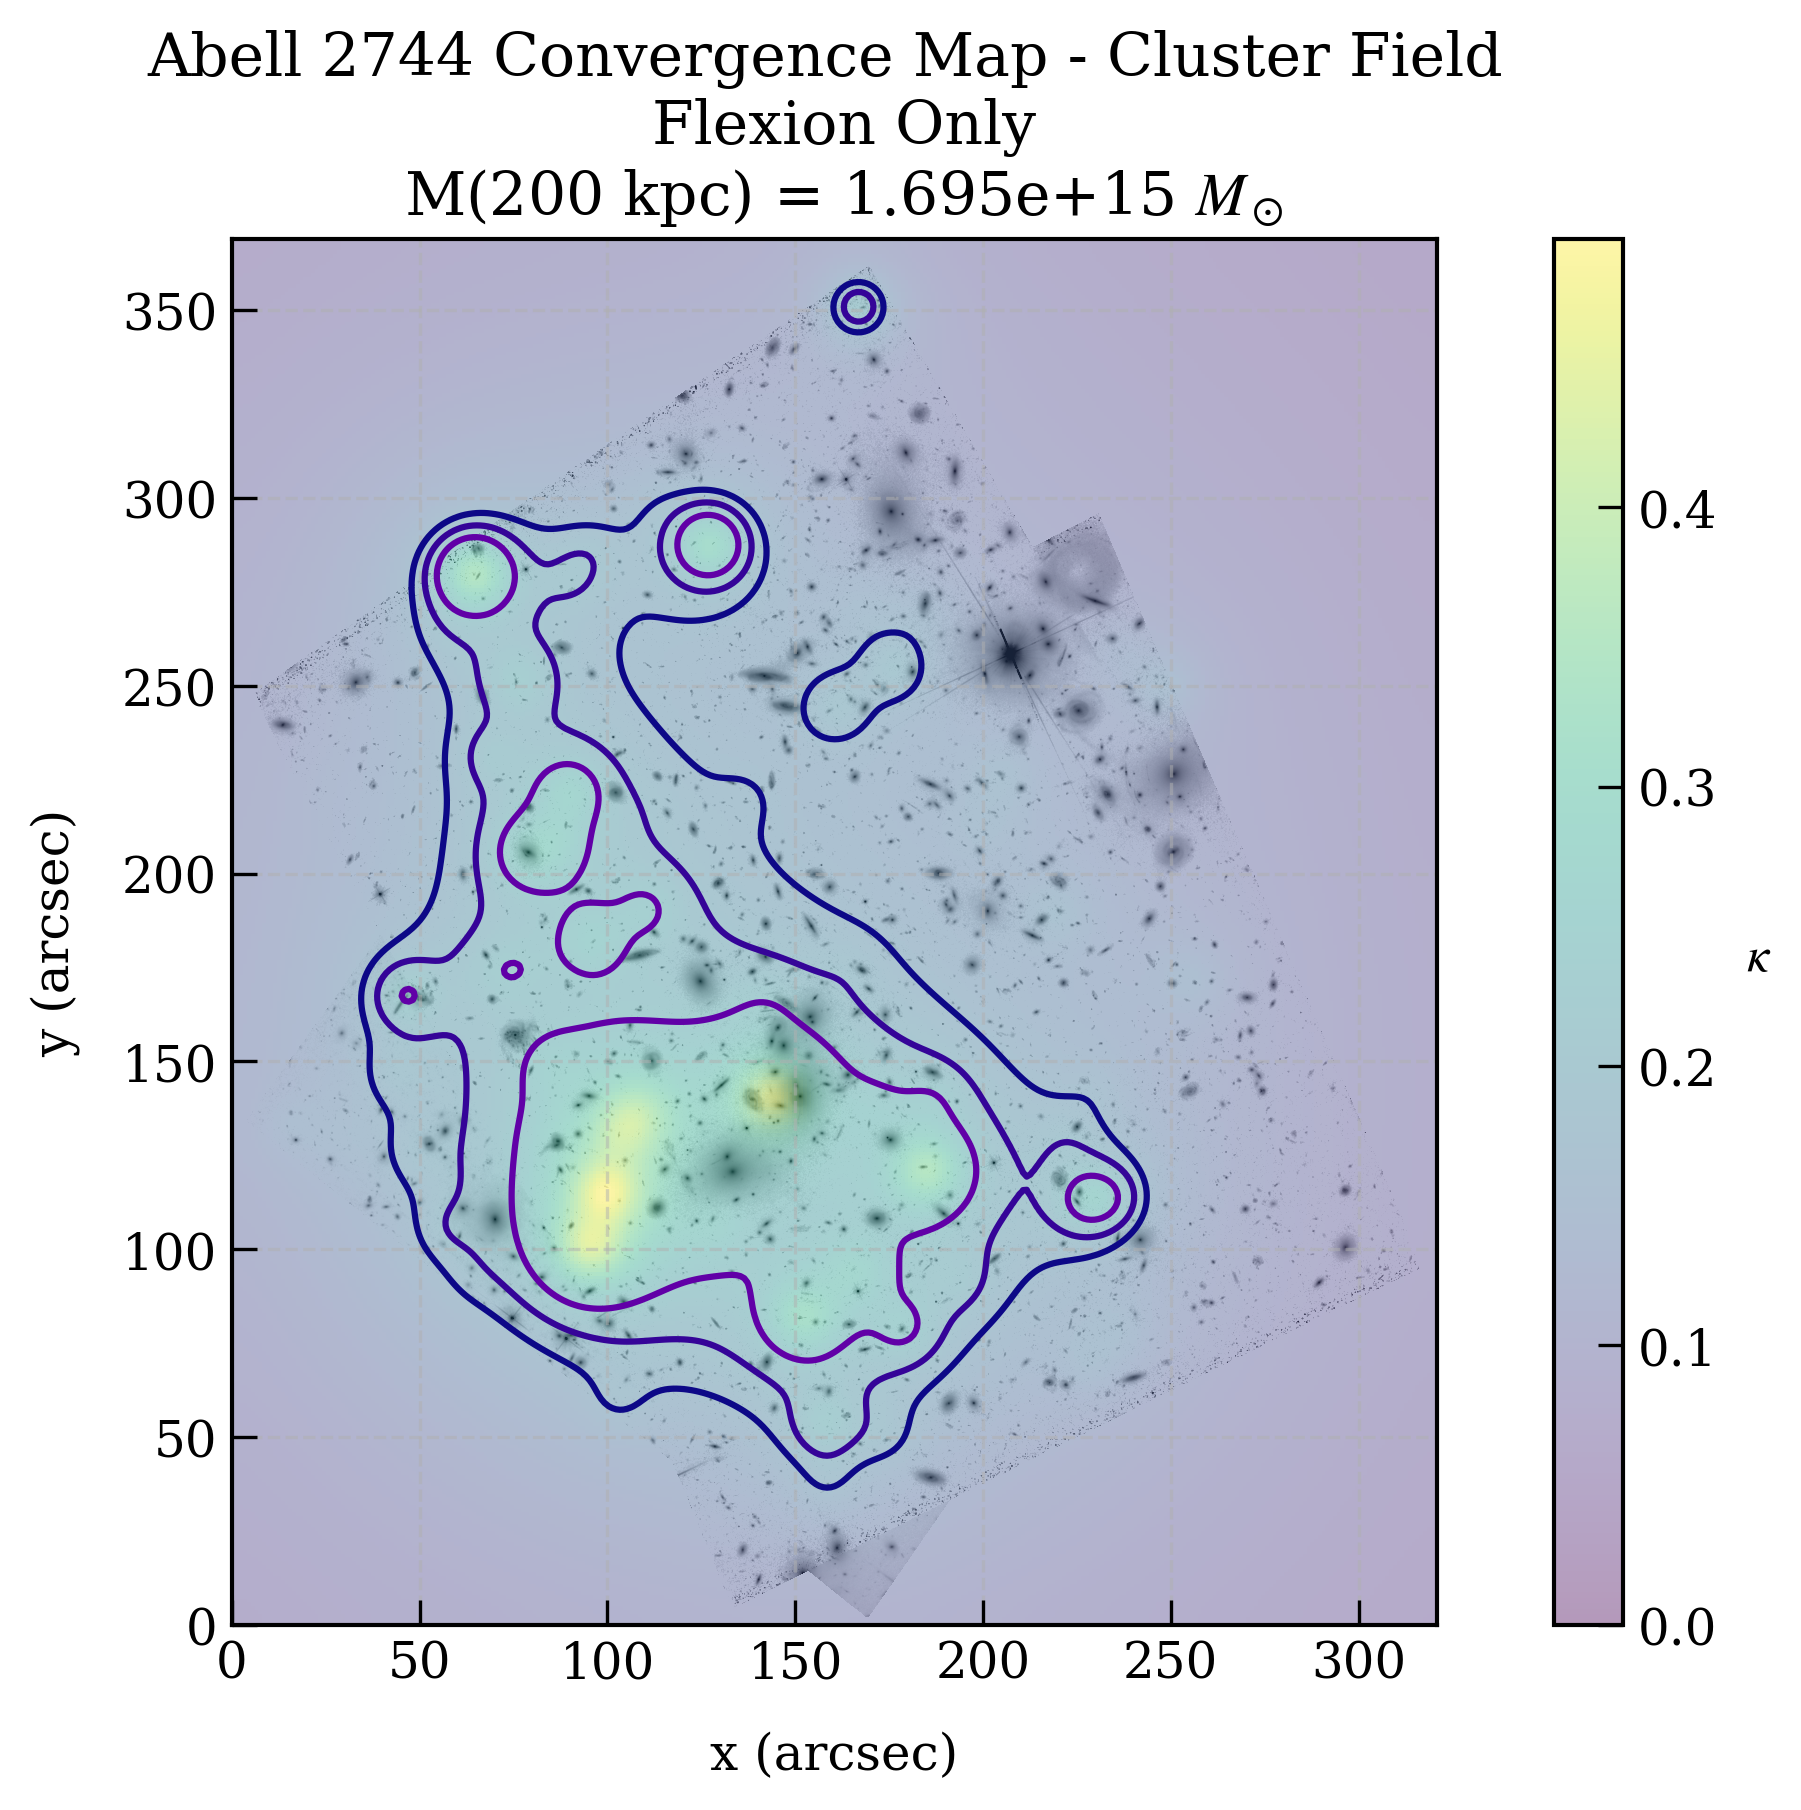 Abell 2744 Convergence Map - Cluster Field
Flexion Only
M(200 kpc) = 1.695e+15 M⊙
350
300
250
200
150
100
50
0
y (arcsec)
0 50 100 150 200 250 300
x (arcsec)
0.4
0.3
0.2
0.1
0.0
κ